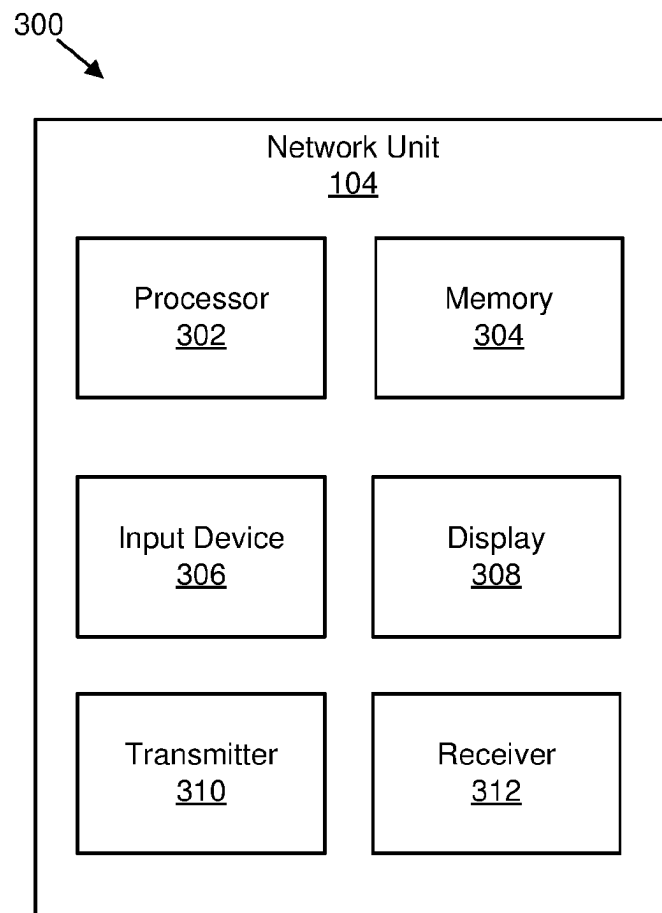 300
Network Unit
104
Processor
302
Memory
304
Input Device
306
Display
308
Transmitter
310
Receiver
312